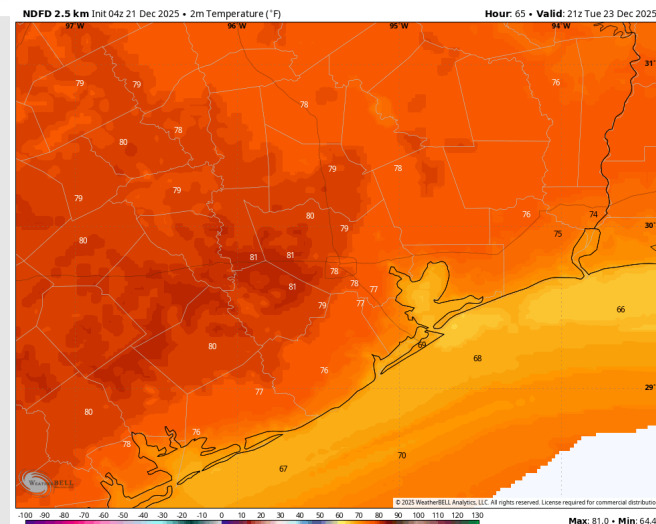 NDFD 2.5 km Init 04z 21 Dec 2025 • 2m Temperature (°F)
Hour: 65 • Valid: 21z Tue 23 Dec 2025
97°W 96°W 95°W 94°W
31°
79 79 76
78
80 78
79 78
79
79 80 76 74
30°
80 79 75
81 81
78
81 78 77
79 77
66
80 69 68
76
77 29°
80
78 76
70
67
WeatherBELL
© 2025 WeatherBELL Analytics, LLC. All rights reserved. License required for commercial distributio
-100 -90 -80 -70 -60 -50 -40 -30 -20 -10 0 10 20 30 40 50 60 70 80 90 100 110 120 130
Max: 81.0 • Min: 64.4